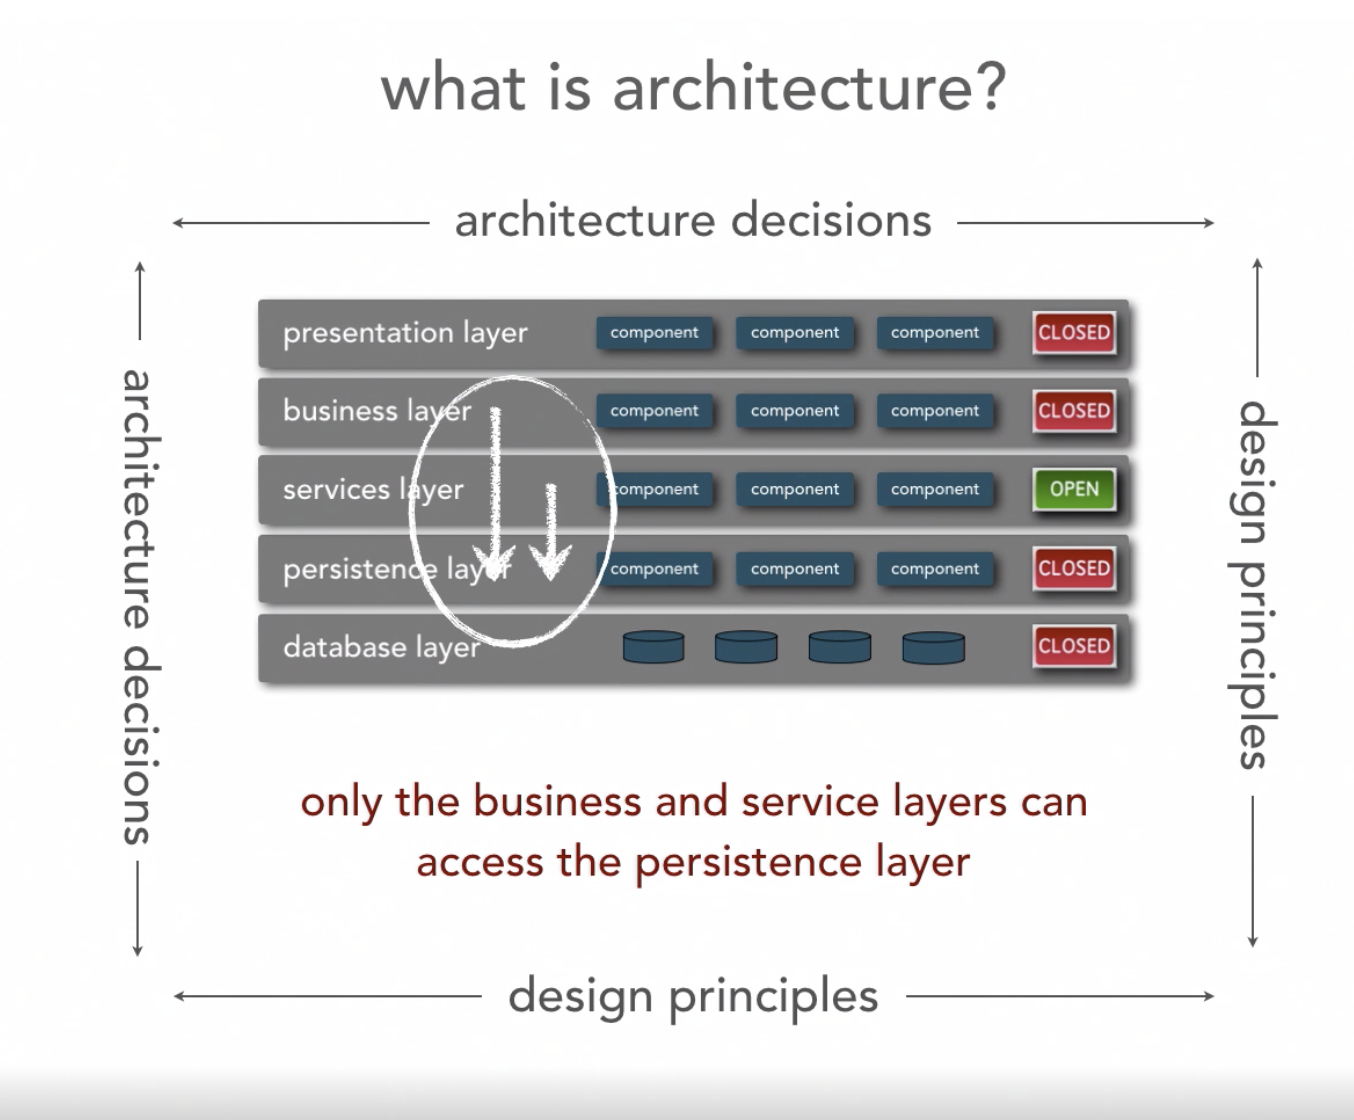 what is architecture?
architecture decisions
architecture decisions
design principles
presentation layer component component component CLOSED
business layer component component component CLOSED
services layer component component component OPEN
persistence layer component component component CLOSED
database layer CLOSED
only the business and service layers can
access the persistence layer
design principles